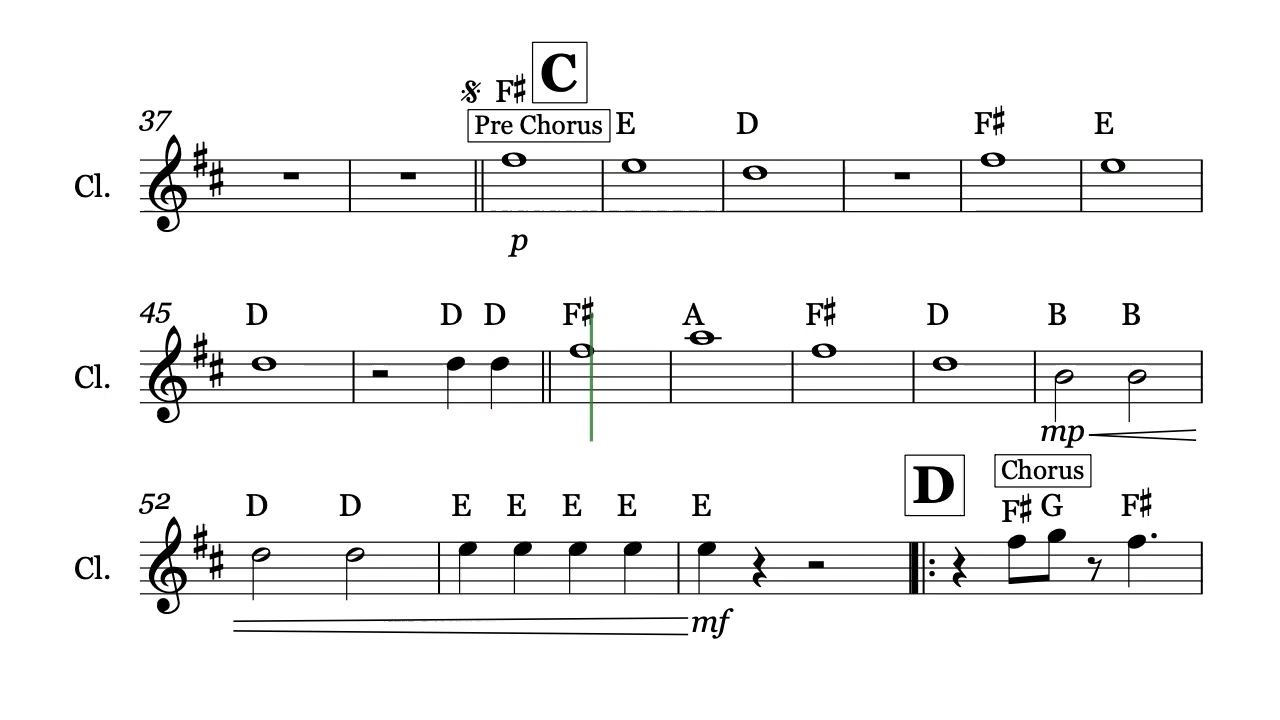 C
F♯
37 Pre Chorus E D F♯ E
Cl.
p
45 D D D F♯ A F♯ D B B
Cl.
mp
D Chorus
52 D D E E E E E F♯ G F♯
Cl.
mf